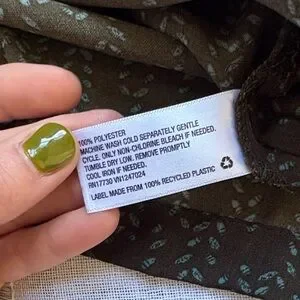 100% POLYESTER
MACHINE WASH COLD SEPARATELY GENTLE
CYCLE. ONLY NON-CHLORINE BLEACH IF NEEDED.
TUMBLE DRY LOW. REMOVE PROMPTLY
COOL IRON IF NEEDED.
RN17730 VN1247024
LABEL MADE FROM 100% RECYCLED PLASTIC